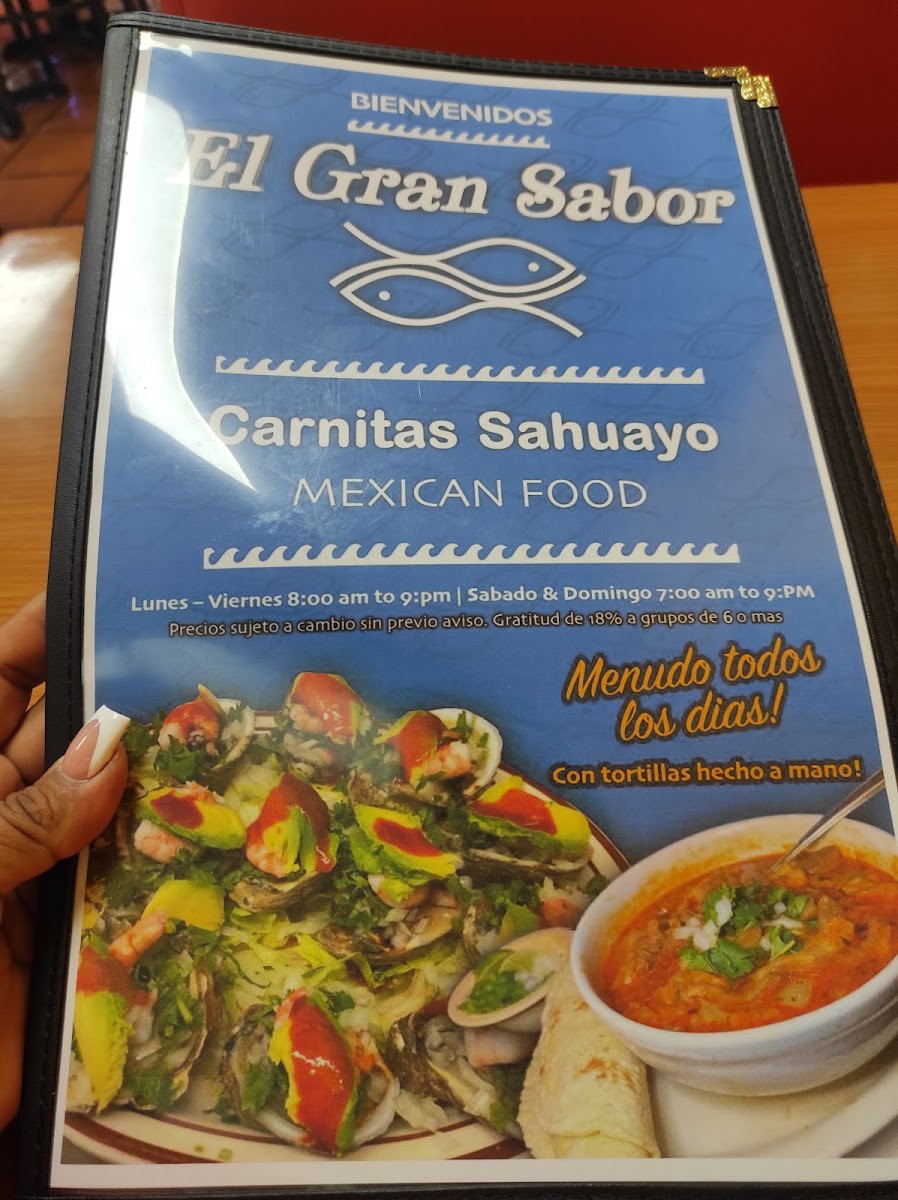 BIENVENIDOS
El Gran Sabor
Carnitas Sahuayo
MEXICAN FOOD
Lunes – Viernes 8:00 am to 9:pm | Sabado & Domingo 7:00 am to 9:PM
Precios sujeto a cambio sin previo aviso. Gratitud de 18% a grupos de 6 o mas
Menudo todos
los dias!
Con tortillas hecho a mano!